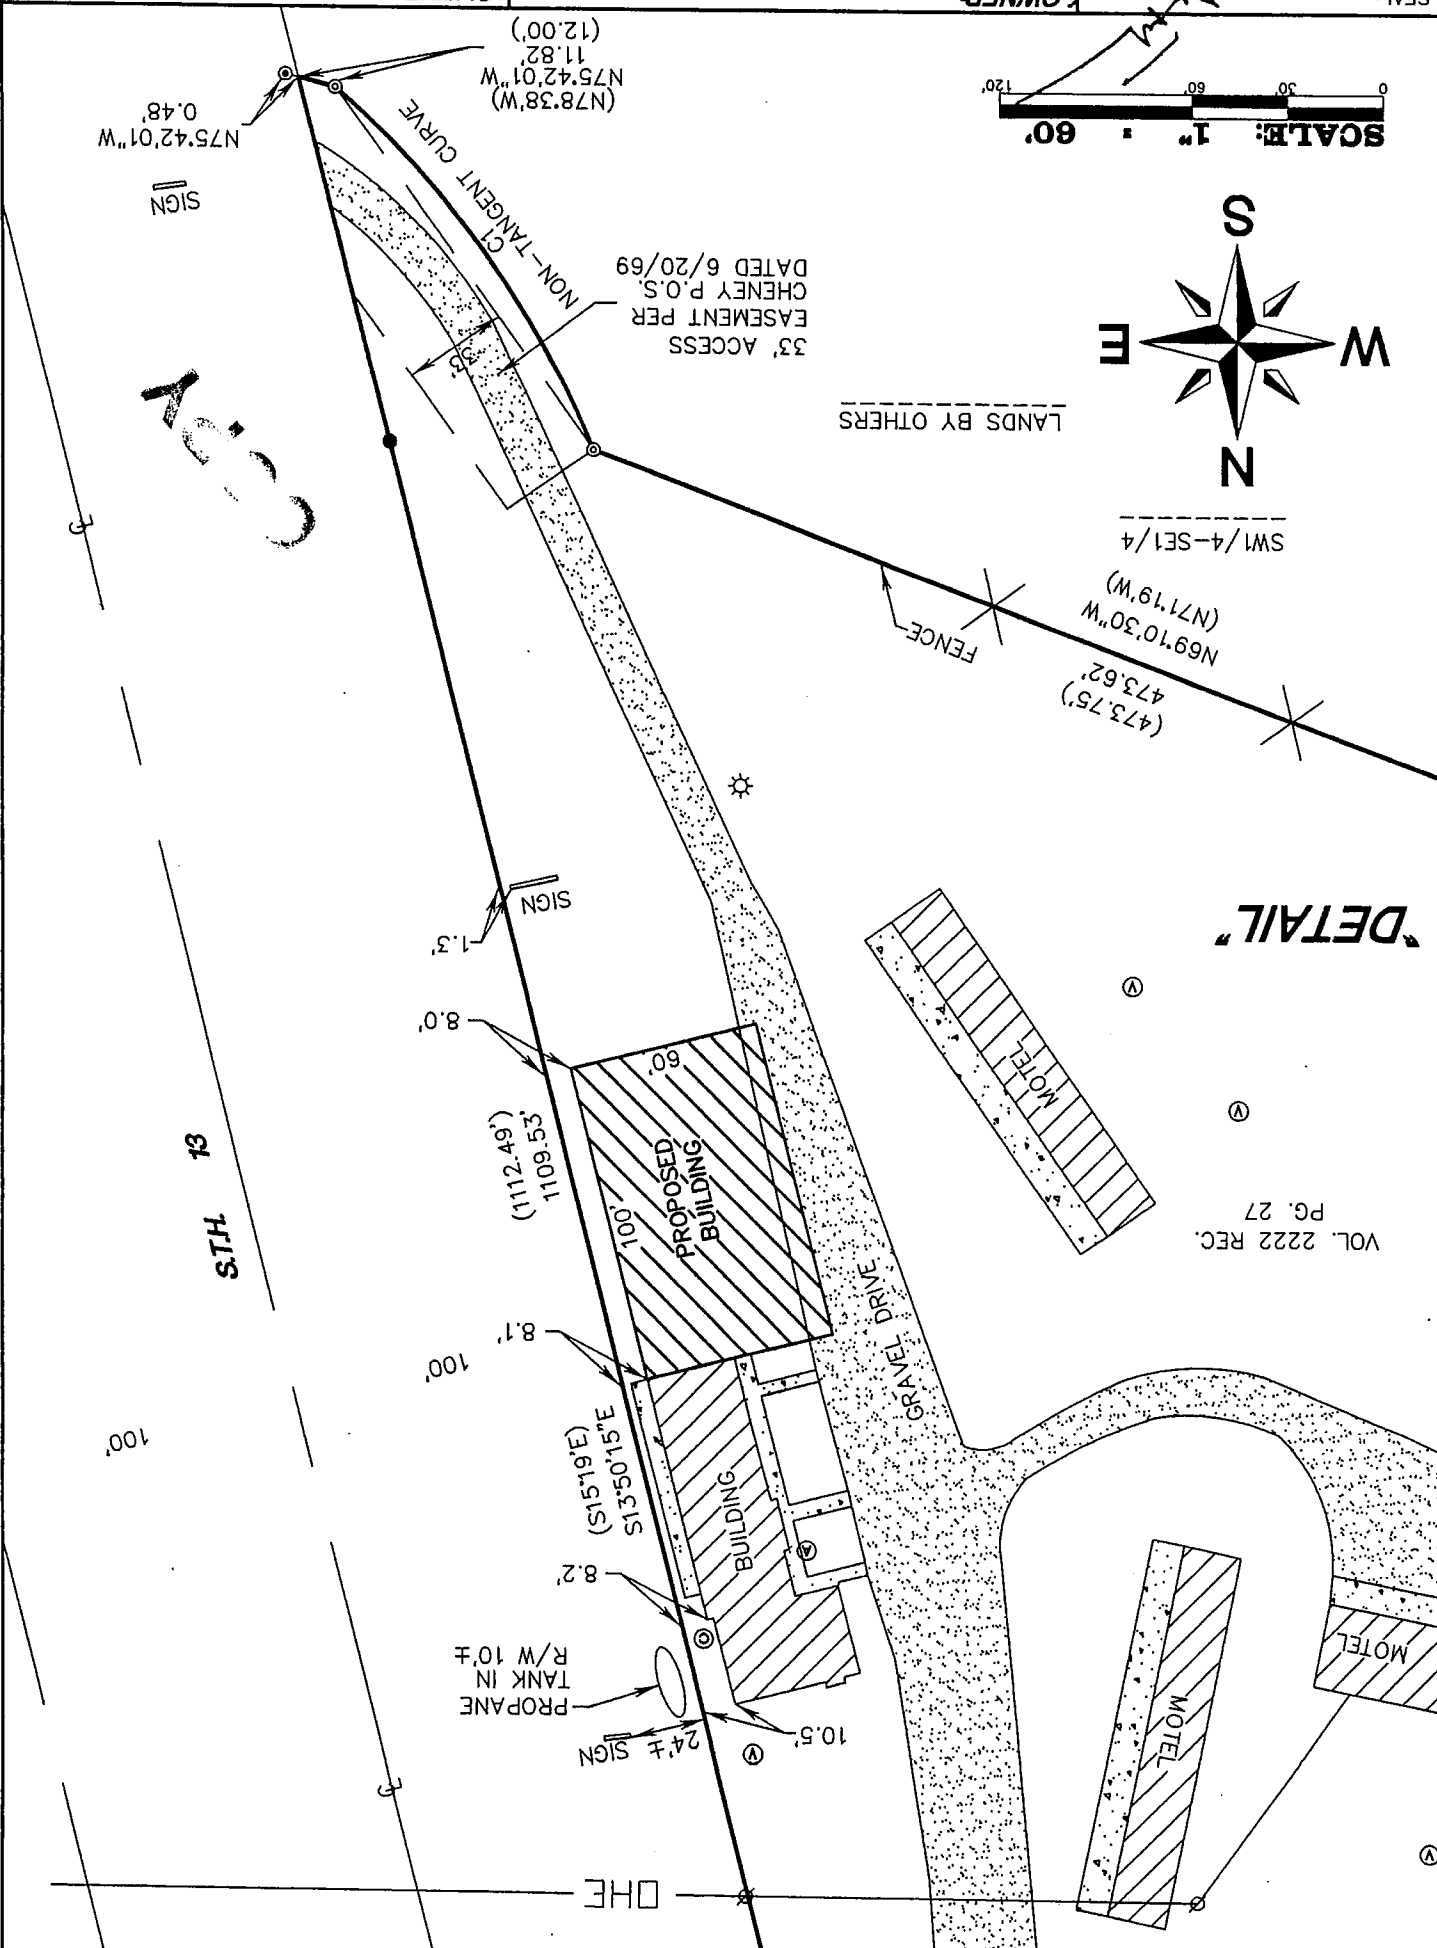 OHE
24'±
SIGN
10.5'
PROPANE
TANK IN
R/W 10'±
8.2'
MOTEL
MOTEL
BUILDING
S13°50'15"E
(S15°19'E)
100'
100'
8.1'
GRAVEL DRIVE
VOL. 2222 REC.
PG. 27
S.T.H. 13
PROPOSED
BUILDING
100'
60'
1109.53'
(1112.49')
MOTEL
8.0'
1.3'
SIGN
"DETAIL"
(473.75')
473.62'
N69°10'30"W
(N71°19'W)
FENCE
SW1/4-SE1/4
N
W
E
S
LANDS BY OTHERS
33' ACCESS
EASEMENT PER
CHENEY P.O.S.
DATED 6/20/69
33'
NON-TANGENT CURVE
C1
SIGN
N75°42'01"W
0.48'
(N78°38'W)
N75°42'01"W
11.82'
(12.00')
SCALE: 1" = 60'
0 30 60' 120'
OWNER